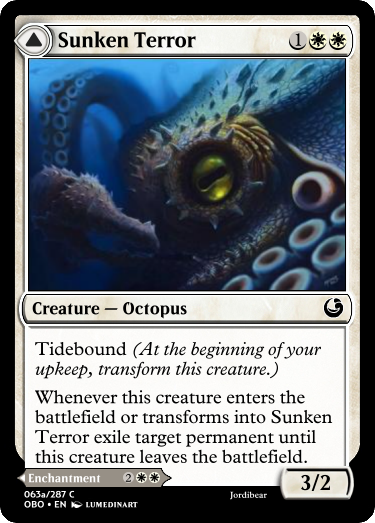 Sunken Terror 1
Creature — Octopus
Tidebound (At the beginning of your
upkeep, transform this creature.)
Whenever this creature enters the
battlefield or transforms into Sunken
Terror exile target permanent until
this creature leaves the battlefield.
Enchantment 2
3/2
063a/287 C
OBO • EN LUMEDINART
Jordibear